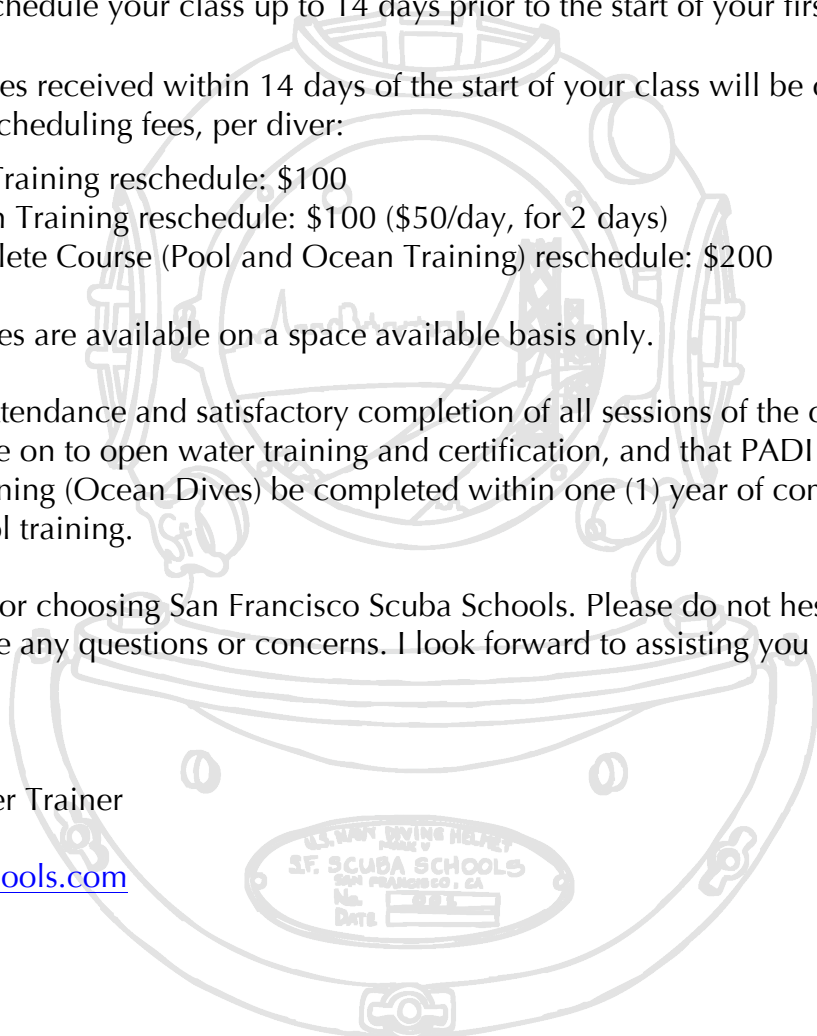 chedule your class up to 14 days prior to the start of your firs
es received within 14 days of the start of your class will be
cheduling fees, per diver:
Training reschedule: $100
n Training reschedule: $100 ($50/day, for 2 days)
lete Course (Pool and Ocean Training) reschedule: $200
es are available on a space available basis only.
ttendance and satisfactory completion of all sessions of the
e on to open water training and certification, and that PADI
ning (Ocean Dives) be completed within one (1) year of con
ol training.
Sf
or choosing San Francisco Scuba Schools. Please do not hes
e any questions or concerns. I look forward to assisting you
er Trainer
U.S. NAVY DIVING HELMET
MARK V
ools.com
S.F. SCUBA SCHOOLS
SAN FRANCISCO, CA
No.
DATE